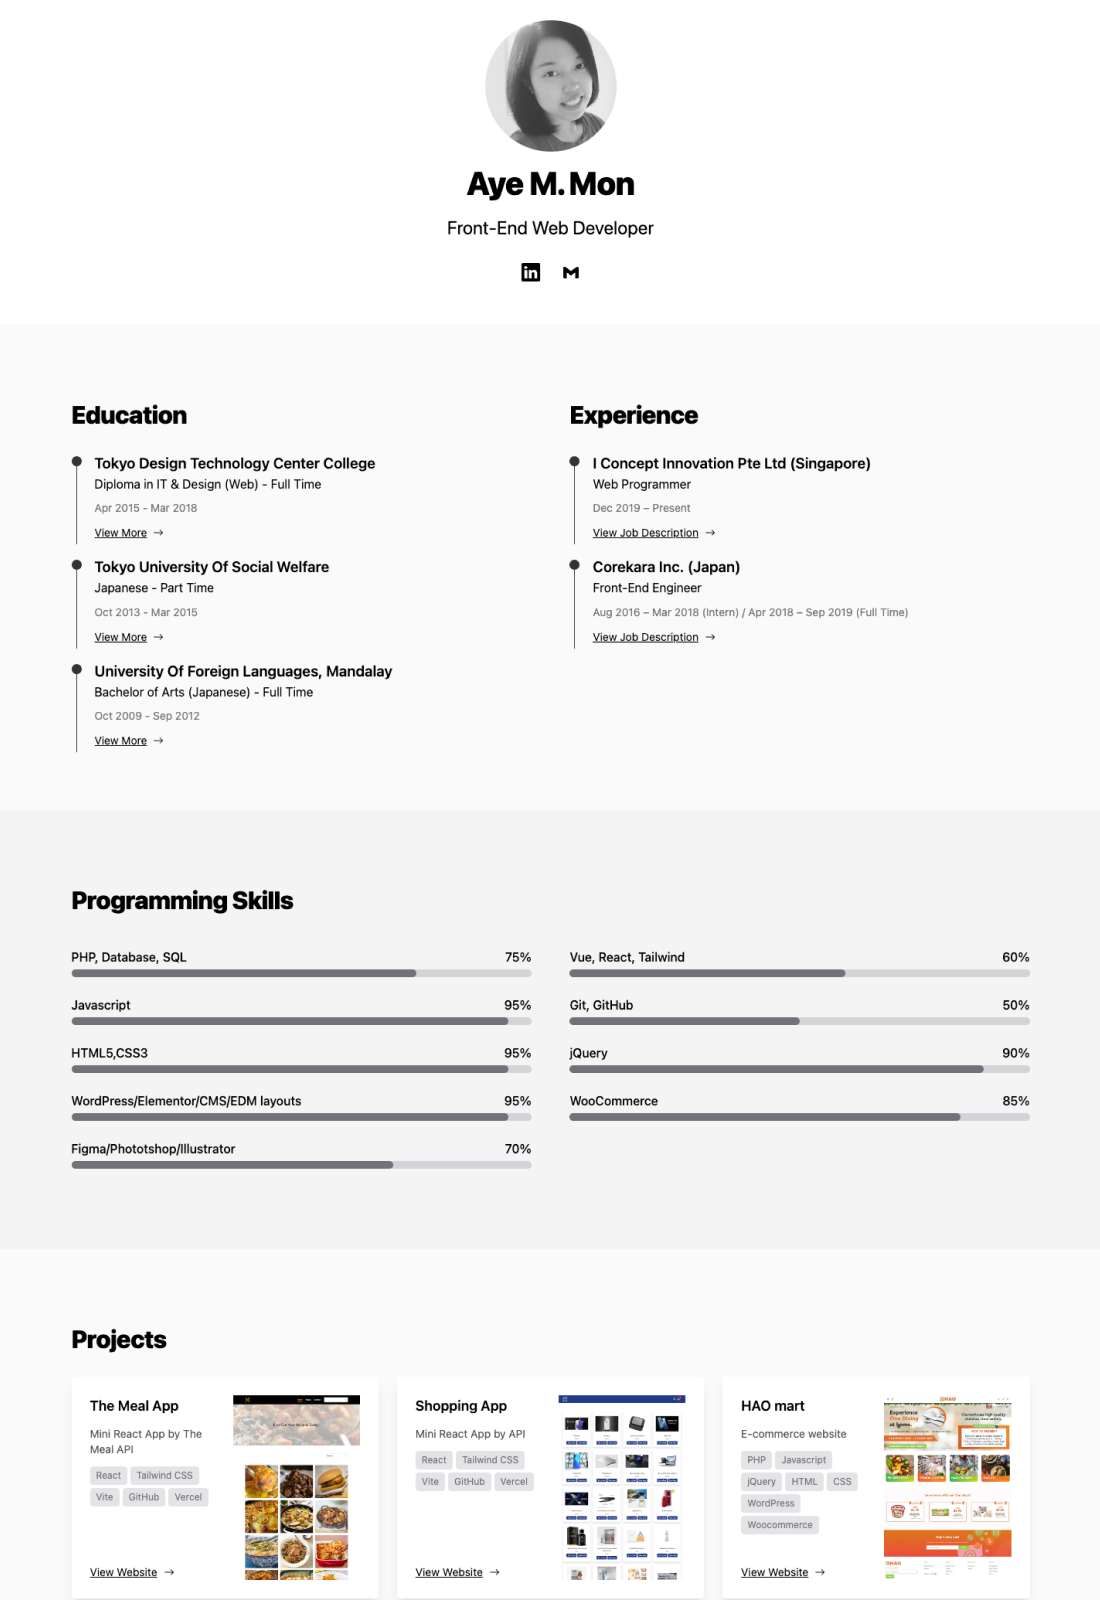 Aye M. Mon
Front-End Web Developer
Education
Tokyo Design Technology Center College
Diploma in IT & Design (Web) - Full Time
Apr 2015 - Mar 2018
View More →
Tokyo University Of Social Welfare
Japanese - Part Time
Oct 2013 - Mar 2015
View More →
University Of Foreign Languages, Mandalay
Bachelor of Arts (Japanese) - Full Time
Oct 2009 - Sep 2012
View More →
Experience
I Concept Innovation Pte Ltd (Singapore)
Web Programmer
Dec 2019 – Present
View Job Description →
Corekara Inc. (Japan)
Front-End Engineer
Aug 2016 – Mar 2018 (Intern) / Apr 2018 – Sep 2019 (Full Time)
View Job Description →
Programming Skills
PHP, Database, SQL 75%
Javascript 95%
HTML5,CSS3 95%
WordPress/Elementor/CMS/EDM layouts 95%
Figma/Phototshop/Illustrator 70%
Vue, React, Tailwind 60%
Git, GitHub 50%
jQuery 90%
WooCommerce 85%
Projects
The Meal App
Mini React App by The
Meal API
React Tailwind CSS
Vite GitHub Vercel
View Website →
Shopping App
Mini React App by API
React Tailwind CSS
Vite GitHub Vercel
View Website →
HAO mart
E-commerce website
PHP Javascript
jQuery HTML CSS
WordPress
Woocommerce
View Website →
Experience
Fine Dining
at Home.